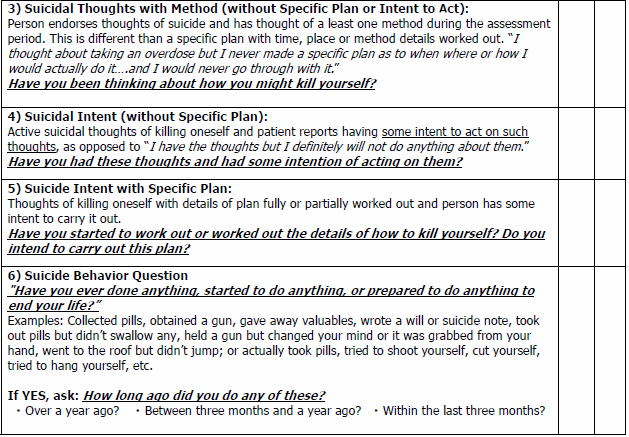 3) Suicidal Thoughts with Method (without Specific Plan or Intent to Act):
Person endorses thoughts of suicide and has thought of a least one method during the assessment
period. This is different than a specific plan with time, place or method details worked out. “I
thought about taking an overdose but I never made a specific plan as to when where or how I
would actually do it….and I would never go through with it.”
Have you been thinking about how you might kill yourself?
4) Suicidal Intent (without Specific Plan):
Active suicidal thoughts of killing oneself and patient reports having some intent to act on such
thoughts, as opposed to “I have the thoughts but I definitely will not do anything about them.”
Have you had these thoughts and had some intention of acting on them?
5) Suicide Intent with Specific Plan:
Thoughts of killing oneself with details of plan fully or partially worked out and person has some
intent to carry it out.
Have you started to work out or worked out the details of how to kill yourself? Do you
intend to carry out this plan?
6) Suicide Behavior Question
"Have you ever done anything, started to do anything, or prepared to do anything to
end your life?”
Examples: Collected pills, obtained a gun, gave away valuables, wrote a will or suicide note, took
out pills but didn’t swallow any, held a gun but changed your mind or it was grabbed from your
hand, went to the roof but didn’t jump; or actually took pills, tried to shoot yourself, cut yourself,
tried to hang yourself, etc.
If YES, ask: How long ago did you do any of these?
· Over a year ago? · Between three months and a year ago? · Within the last three months?